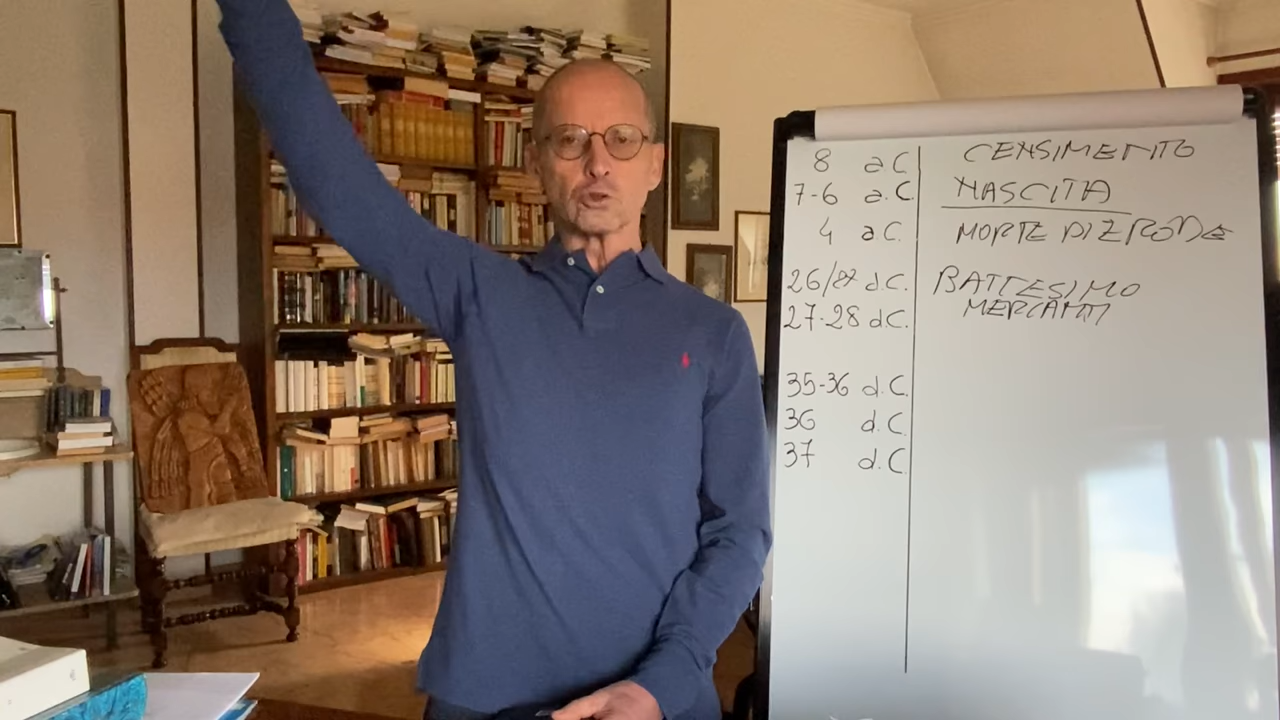 8 a.C. CENSIMENTO
7-6 a.C. NASCITA
4 a.C. MORTE DI ERODE
26/27 d.C. BATTESIMO
27-28 d.C. MERCANTI
35-36 d.C.
36 d.C.
37 d.C.